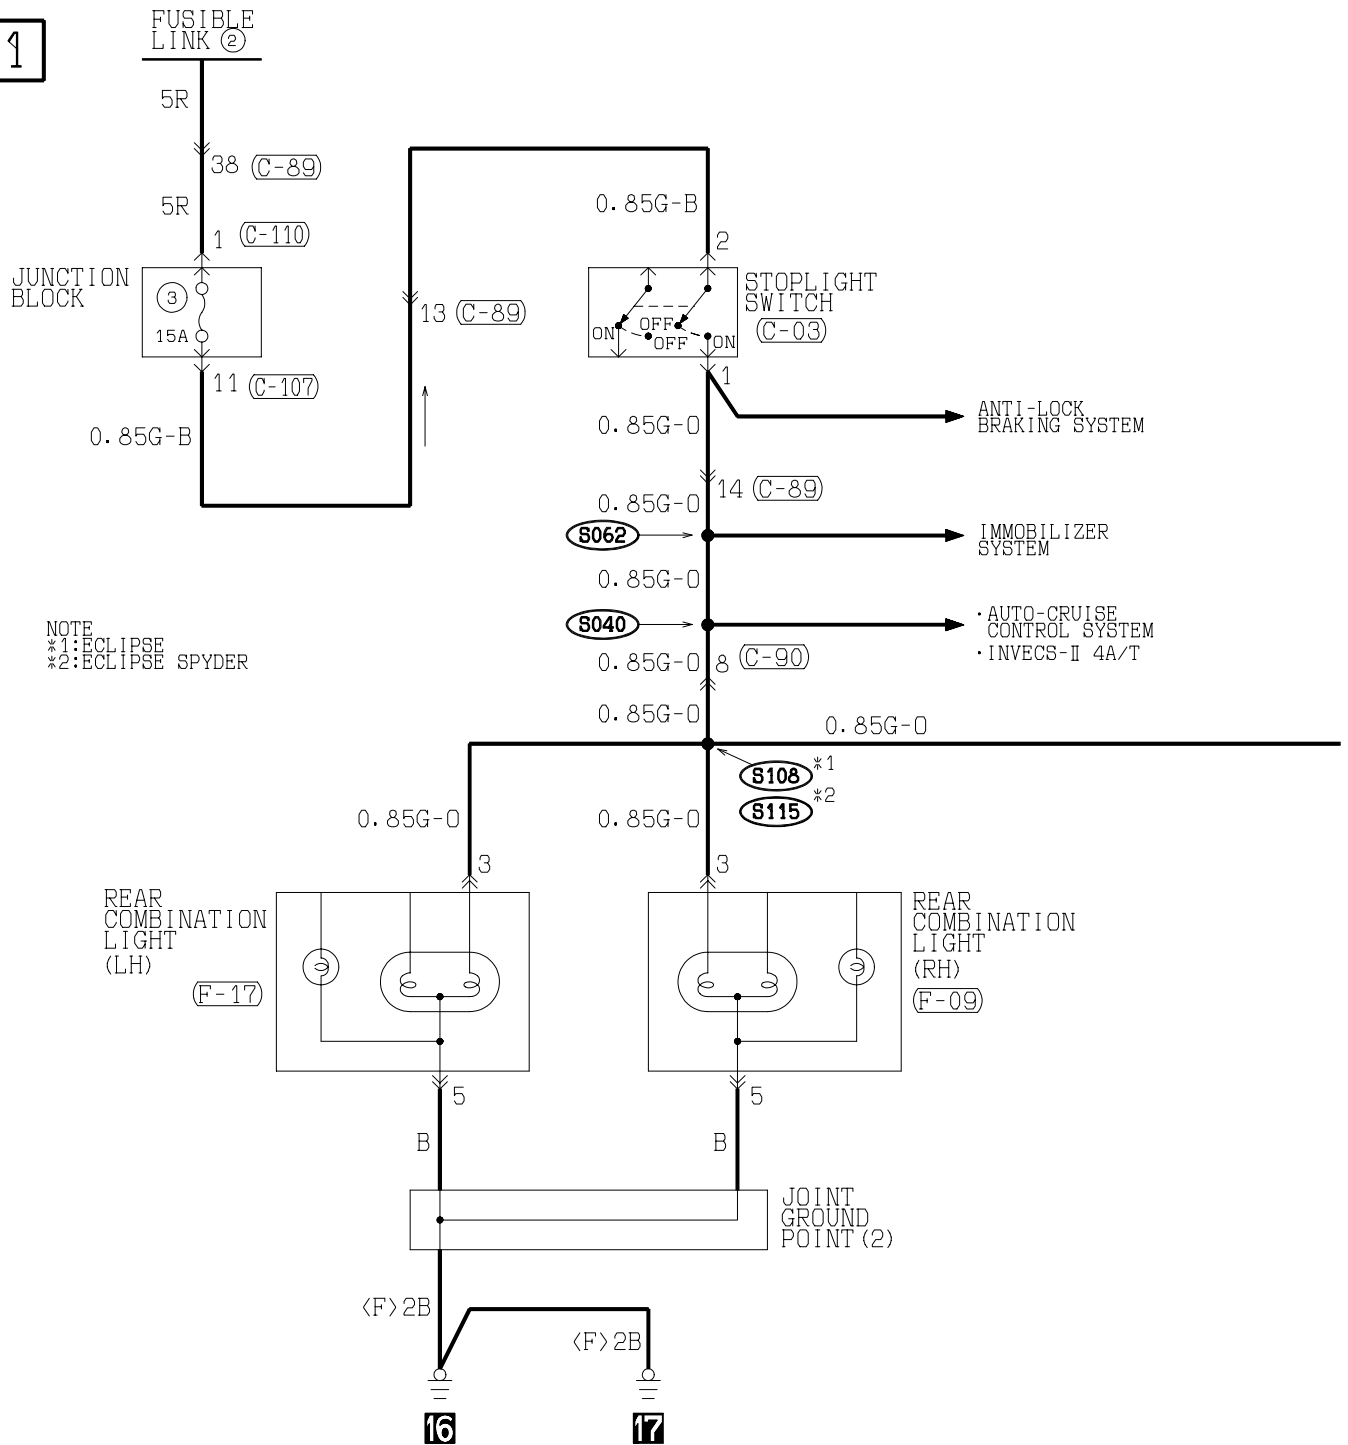 1
FUSIBLE
LINK ②
5R
38 (C-89)
5R
1 (C-110)
JUNCTION
BLOCK
3
15A
11 (C-107)
0.85G-B
13 (C-89)
0.85G-B
2
STOPLIGHT
SWITCH
(C-03)
ON
OFF
OFF
ON
1
0.85G-O
ANTI-LOCK
BRAKING SYSTEM
14 (C-89)
0.85G-O
S062
IMMOBILIZER
SYSTEM
0.85G-O
S040
·AUTO-CRUISE
CONTROL SYSTEM
·INVECS-Ⅱ 4A/T
NOTE
*1:ECLIPSE
*2:ECLIPSE SPYDER
0.85G-O
8 (C-90)
0.85G-O
0.85G-O
S108 *1
S115 *2
0.85G-O
0.85G-O
3
3
REAR
COMBINATION
LIGHT
(LH)
(F-17)
REAR
COMBINATION
LIGHT
(RH)
(F-09)
5
5
B
B
JOINT
GROUND
POINT(2)
〈F〉2B
〈F〉2B
16
17